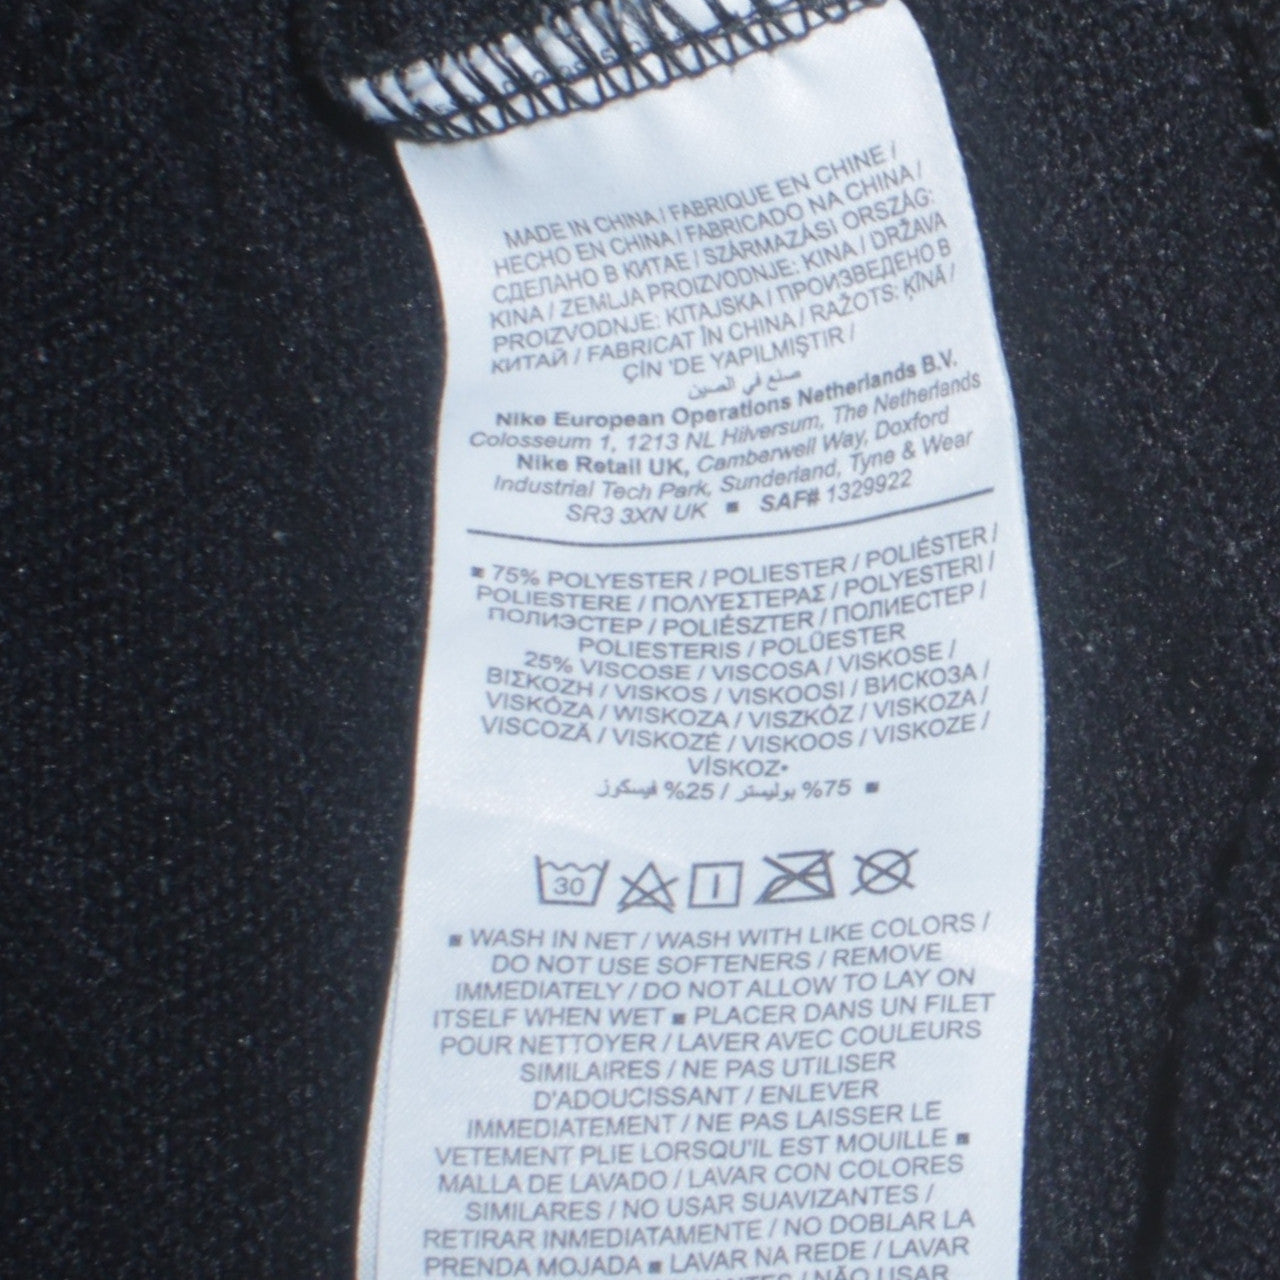 MADE IN CHINA / FABRIQUE EN CHINE /
HECHO EN CHINA / FABRICADO NA CHINA /
СДЕЛАНО В КИТАЕ / SZÁRMAZÁSI ORSZÁG:
KINA / ZEMLJA PROIZVODNJE: KINA / DRŽAVA
PROIZVODNJE: KITAJSKA / ПРОИЗВЕДЕНО В
КИТАЙ / FABRICAT ÎN CHINA / RAŽOTS: ĶĪNĀ /
ÇİN 'DE YAPILMIŞTIR /
صنع في الصين
Nike European Operations Netherlands B.V.
Colosseum 1, 1213 NL Hilversum, The Netherlands
Nike Retail UK, Camberwell Way, Doxford
Industrial Tech Park, Sunderland, Tyne & Wear
SR3 3XN UK ■ SAF# 1329922
■ 75% POLYESTER / POLIESTER / POLIÉSTER /
POLIESTERE / ΠΟΛΥΕΣΤΕΡΑΣ / POLYESTERI /
ПОЛИЭСТЕР / POLIÉSZTER / ПОЛИЕСТЕР /
POLIESTERIS / POLÜESTER
25% VISCOSE / VISCOSA / VISKOSE /
ΒΙΣΚΟΖΗ / VISKOS / VISKOOSI / ВИСКОЗА /
VISKÓZA / WISKOZA / VISZKÓZ / VISKOZA /
VISCOZĂ / VISKOZĖ / VISKOOS / VISKOZE /
VİSKOZ•
■ 75% بوليستر / 25% فيسكوز
30
■ WASH IN NET / WASH WITH LIKE COLORS /
DO NOT USE SOFTENERS / REMOVE
IMMEDIATELY / DO NOT ALLOW TO LAY ON
ITSELF WHEN WET ■ PLACER DANS UN FILET
POUR NETTOYER / LAVER AVEC COULEURS
SIMILAIRES / NE PAS UTILISER
D'ADOUCISSANT / ENLEVER
IMMEDIATEMENT / NE PAS LAISSER LE
VETEMENT PLIE LORSQU'IL EST MOUILLE ■
MALLA DE LAVADO / LAVAR CON COLORES
SIMILARES / NO USAR SUAVIZANTES /
RETIRAR INMEDIATAMENTE / NO DOBLAR LA
PRENDA MOJADA ■ LAVAR NA REDE / LAVAR
/ NÃO USAR